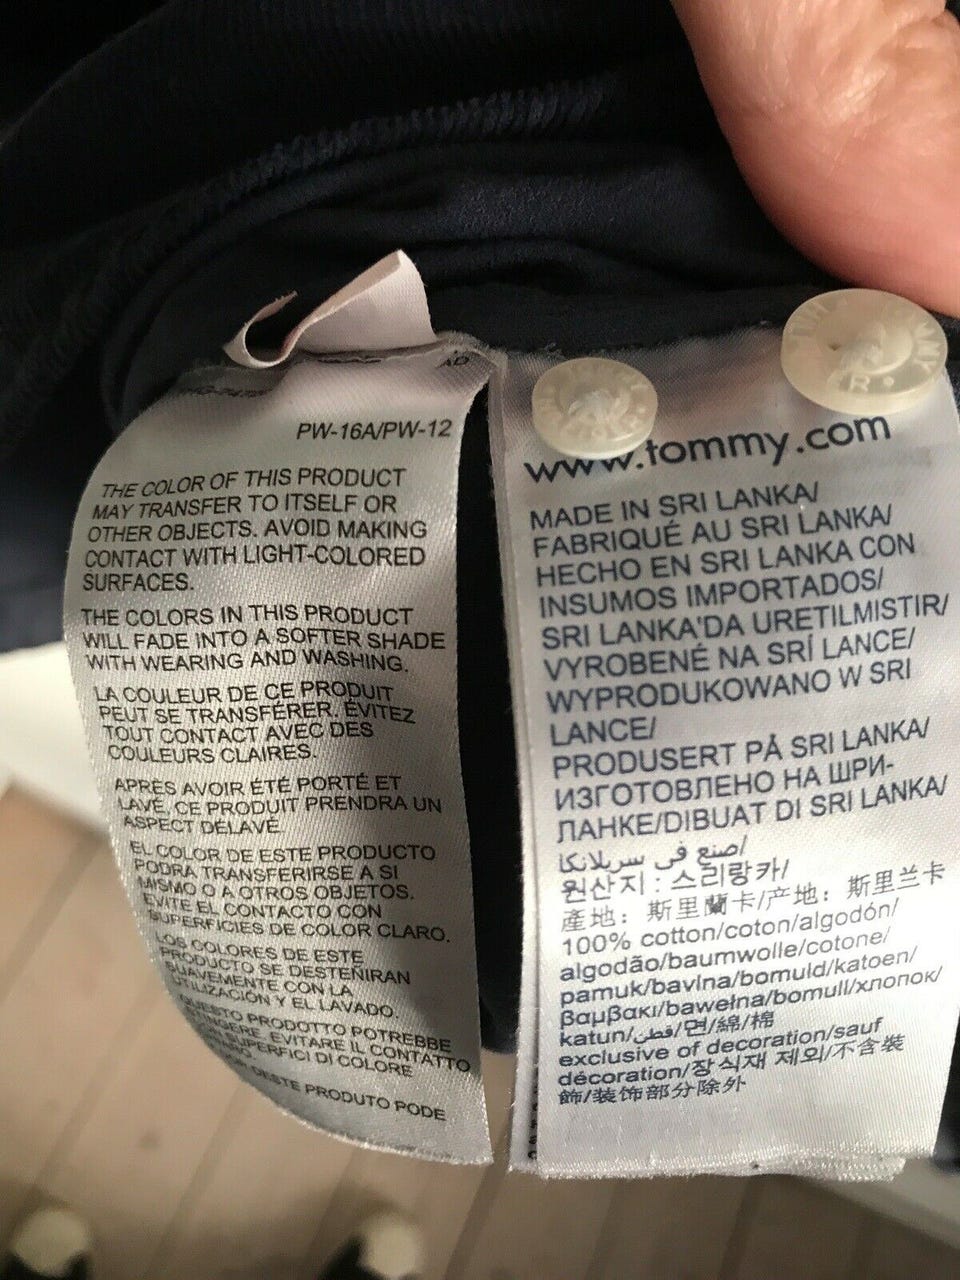 PW-16A/PW-12
THE COLOR OF THIS PRODUCT
MAY TRANSFER TO ITSELF OR
OTHER OBJECTS. AVOID MAKING
CONTACT WITH LIGHT-COLORED
SURFACES.
THE COLORS IN THIS PRODUCT
WILL FADE INTO A SOFTER SHADE
WITH WEARING AND WASHING.
LA COULEUR DE CE PRODUIT
PEUT SE TRANSFÉRER. ÉVITEZ
TOUT CONTACT AVEC DES
COULEURS CLAIRES.
APRÈS AVOIR ÉTÉ PORTÉ ET
LAVÉ, CE PRODUIT PRENDRA UN
ASPECT DÉLAVÉ.
EL COLOR DE ESTE PRODUCTO
PODRA TRANSFERIRSE A SI
MISMO O A OTROS OBJETOS.
EVITE EL CONTACTO CON
SUPERFICIES DE COLOR CLARO.
LOS COLORES DE ESTE
PRODUCTO SE DESTEÑIRAN
SUAVEMENTE CON LA
UTILIZACIÓN Y EL LAVADO.
QUESTO PRODOTTO POTREBBE
EVITARE IL CONTATTO
SUPERFICI DI COLORE
DESTE PRODUTO PODE
www.tommy.com
MADE IN SRI LANKA/
FABRIQUÉ AU SRI LANKA/
HECHO EN SRI LANKA CON
INSUMOS IMPORTADOS/
SRI LANKA'DA URETILMISTIR/
VYROBENÉ NA SRÍ LANCE/
WYPRODUKOWANO W SRI
LANCE/
PRODUSERT PÅ SRI LANKA/
ИЗГОТОВЛЕНО НА ШРИ-
ЛАНКЕ/DIBUAT DI SRI LANKA/
صنع في سريلانكا/
원산지 : 스리랑카/
產地：斯里蘭卡/产地：斯里兰卡
100% cotton/coton/algodón/
algodão/baumwolle/cotone/
pamuk/bavlna/bomuld/katoen/
βαμβακι/bawełna/bomull/хлопок/
katun/قطن/면/綿/棉
exclusive of decoration/sauf
décoration/장식재 제외/不含裝
飾/装饰部分除外